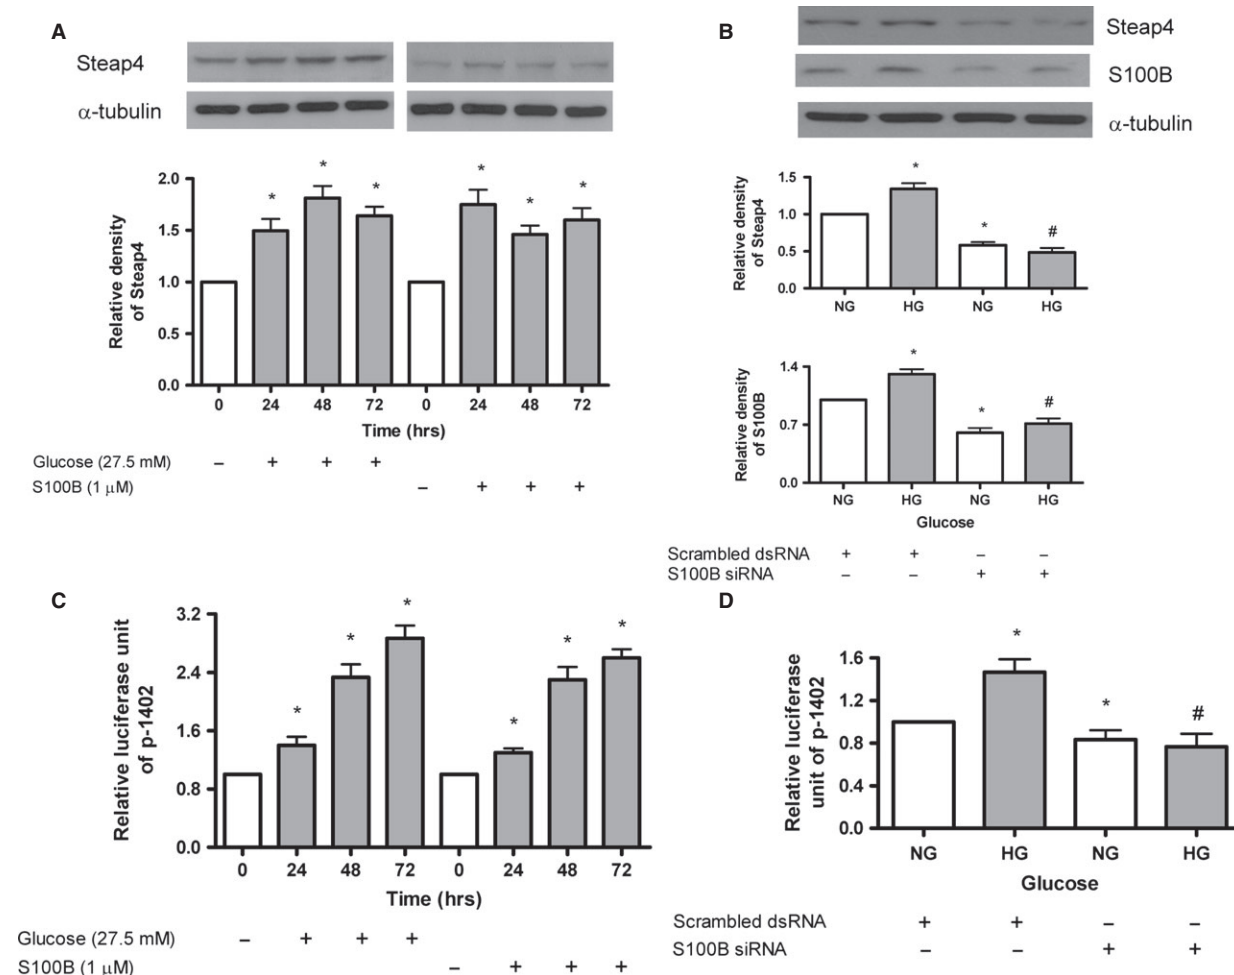 A
Steap4
α-tubulin
Relative density
of Steap4
2.0
1.5
1.0
0.5
0.0
* * * * * *
0 24 48 72 0 24 48 72
Time (hrs)
Glucose (27.5 mM) – + + +
S100B (1 μM) – + + +
B
Steap4
S100B
α-tubulin
Relative density
of Steap4
1.5
1.0
0.5
0.0
* * #
NG HG NG HG
Relative density
of S100B
1.4
0.7
0.0
* * #
NG HG NG HG
Glucose
Scrambled dsRNA + + – –
S100B siRNA – – + +
C
Relative luciferase unit
of p-1402
3.2
2.4
1.6
0.8
0.0
* * * * * *
0 24 48 72 0 24 48 72
Time (hrs)
Glucose (27.5 mM) – + + +
S100B (1 μM) – + + +
D
Relative luciferase
unit of p-1402
1.6
1.2
0.8
0.4
0.0
* * #
NG HG NG HG
Glucose
Scrambled dsRNA + + – –
S100B siRNA – – + +